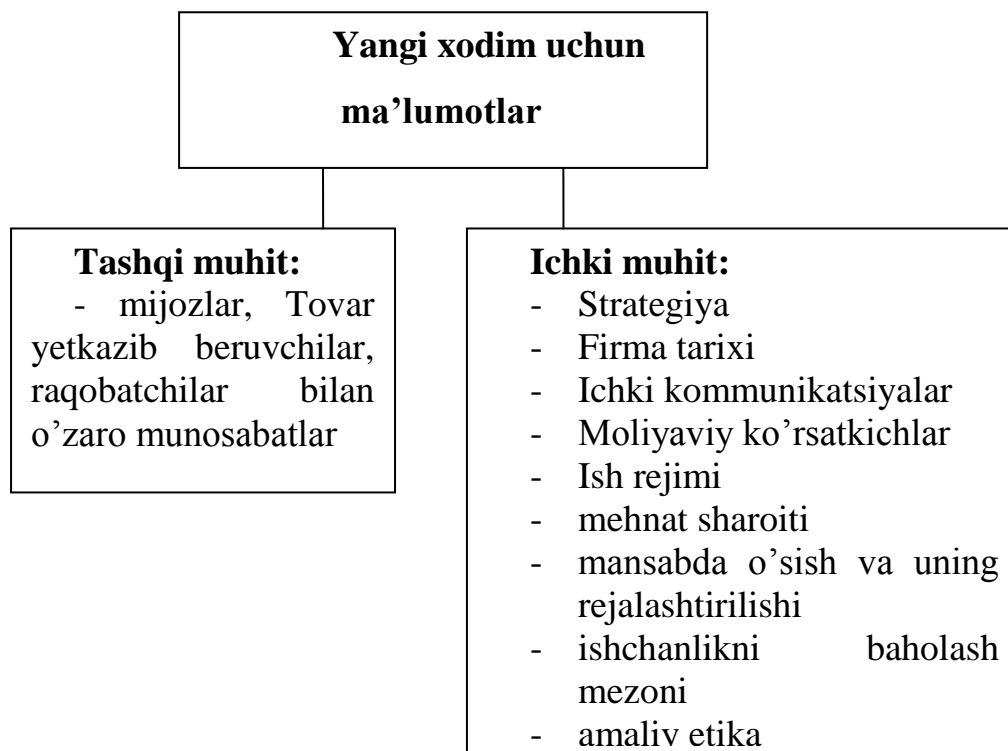 Yangi xodim uchun
ma’lumotlar
Tashqi muhit:
- mijozlar, Tovar
yetkazib beruvchilar,
raqobatchilar bilan
o’zaro munosabatlar
Ichki muhit:
- Strategiya
- Firma tarixi
- Ichki kommunikatsiyalar
- Moliyaviy ko’rsatkichlar
- Ish rejimi
- mehnat sharoiti
- mansabda o’sish va uning
rejalashtirilishi
- ishchanlikni baholash
mezoni
- amaliy etika